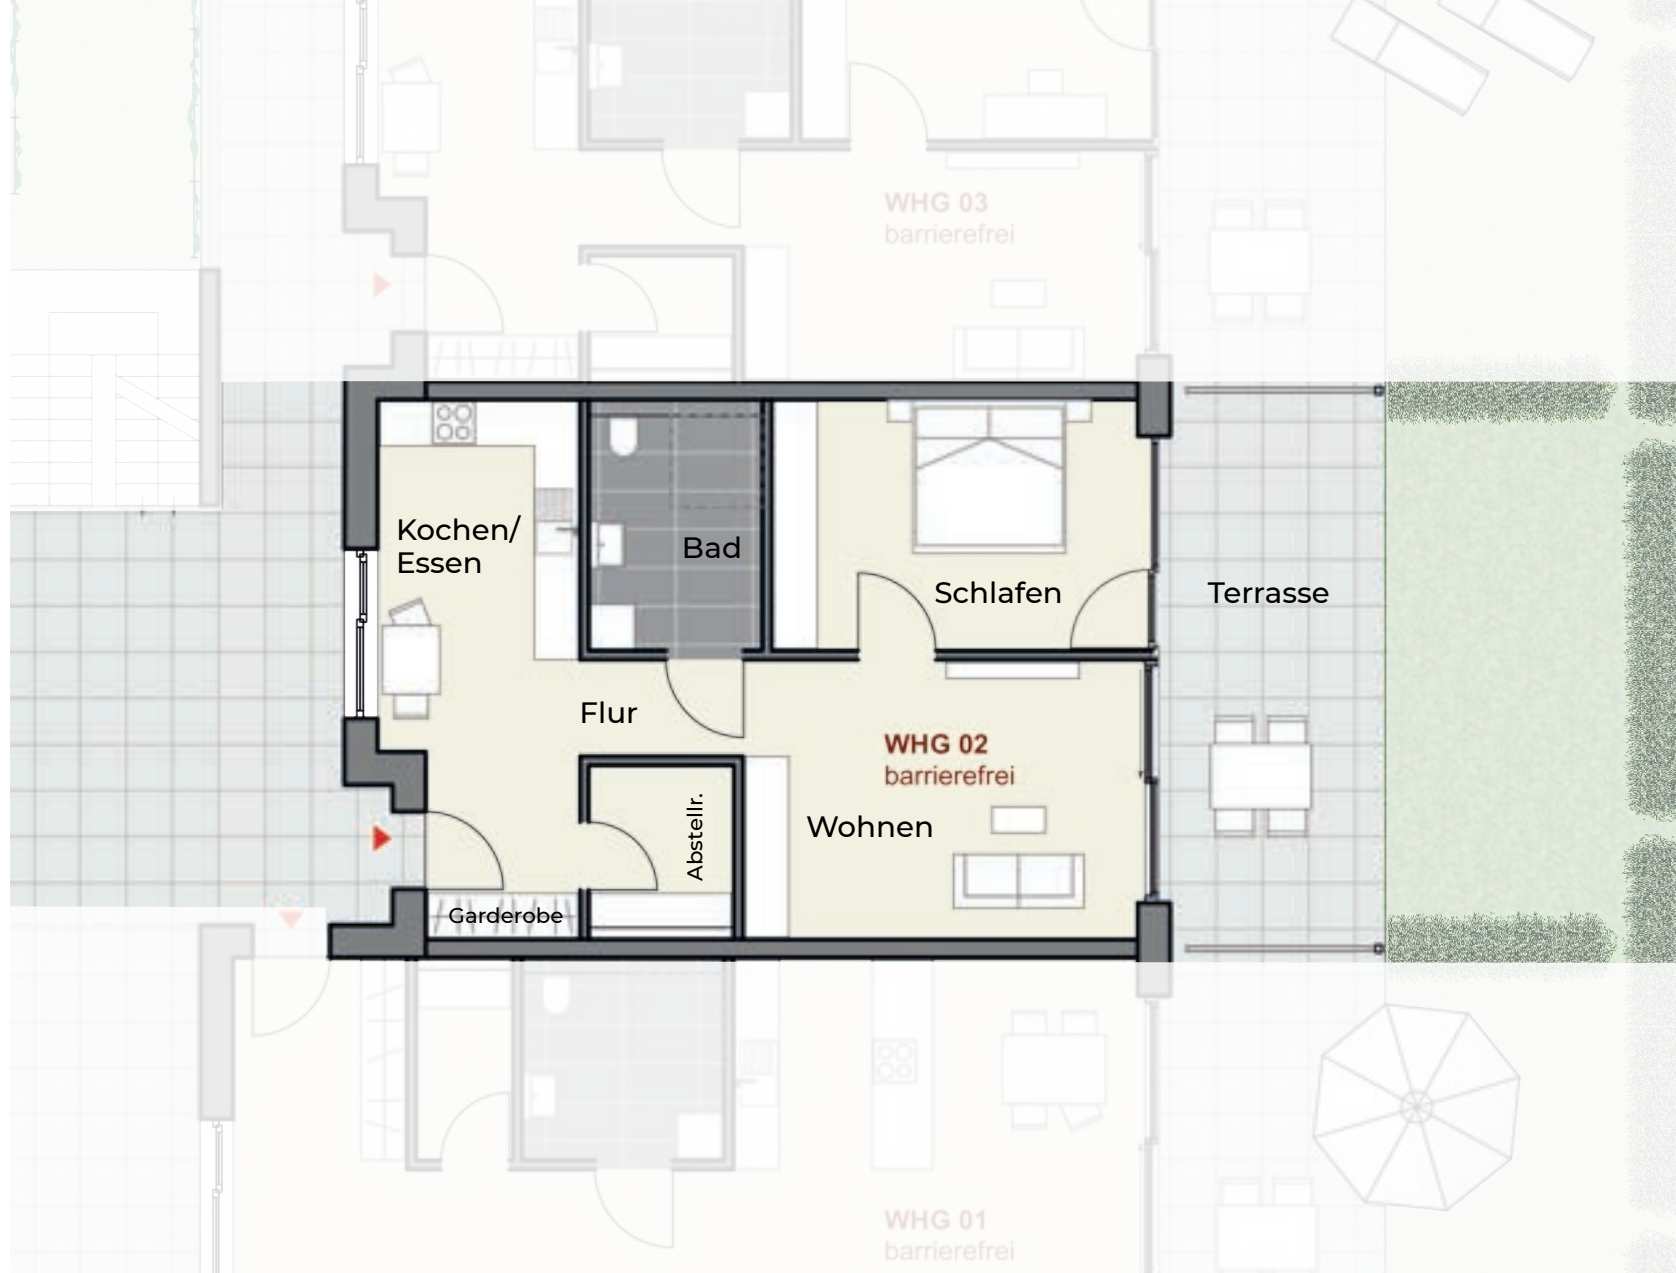 WHG 03
barrierefrei
Kochen/
Essen
Bad
Schlafen
Terrasse
Flur
WHG 02
barrierefrei
Wohnen
Abstellr.
Garderobe
WHG 01
barrierefrei